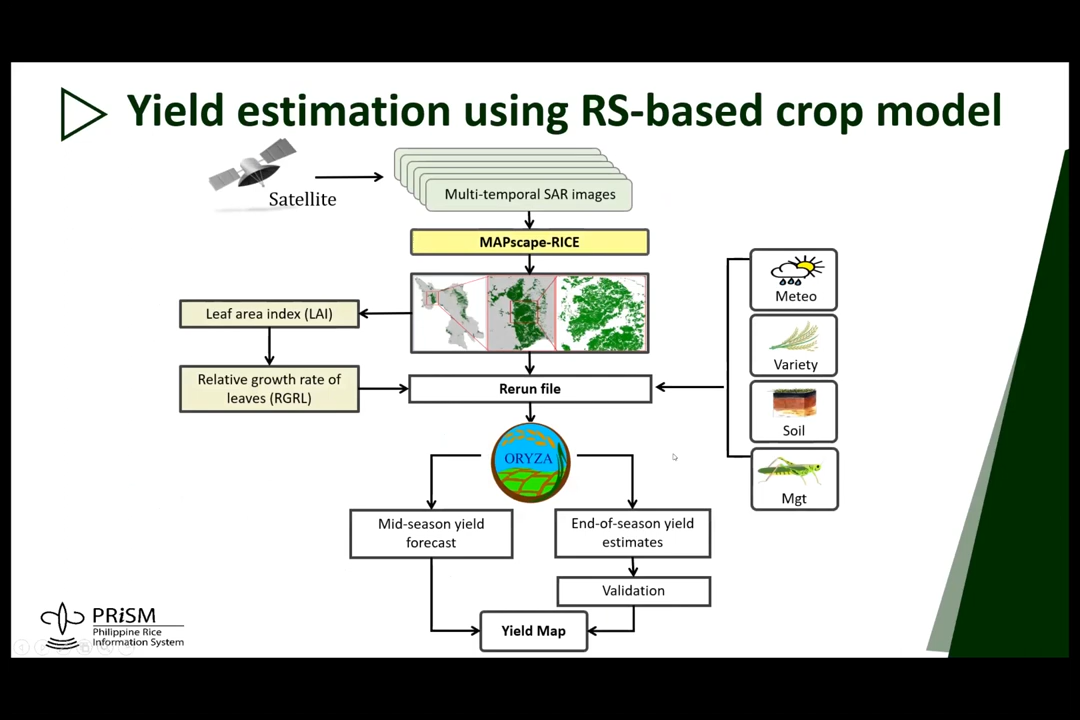 Yield estimation using RS-based crop model
Satellite
Multi-temporal SAR images
MAPscape-RICE
Leaf area index (LAI)
Relative growth rate of
leaves (RGRL)
Rerun file
Meteo
Variety
Soil
Mgt
ORYZA
Mid-season yield
forecast
End-of-season yield
estimates
Validation
Yield Map
PRiSM
Philippine Rice
Information System